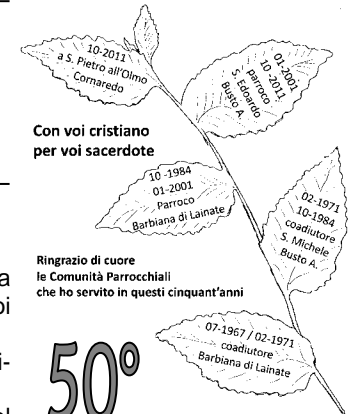 10-2011
a S. Pietro all'Olmo
Cornaredo
01-2001
10-2011
parroco
S. Edoardo
Busto A.
Con voi cristiano
per voi sacerdote
10-1984
01-2001
Parroco
Barbiana di Lainate
02-1971
10-1984
coadiutore
S. Michele
Busto A.
Ringrazio di cuore
le Comunità Parrocchiali
che ho servito in questi cinquant'anni
07-1967 / 02-1971
coadiutore
Barbiana di Lainate
50º
a
pi
i-